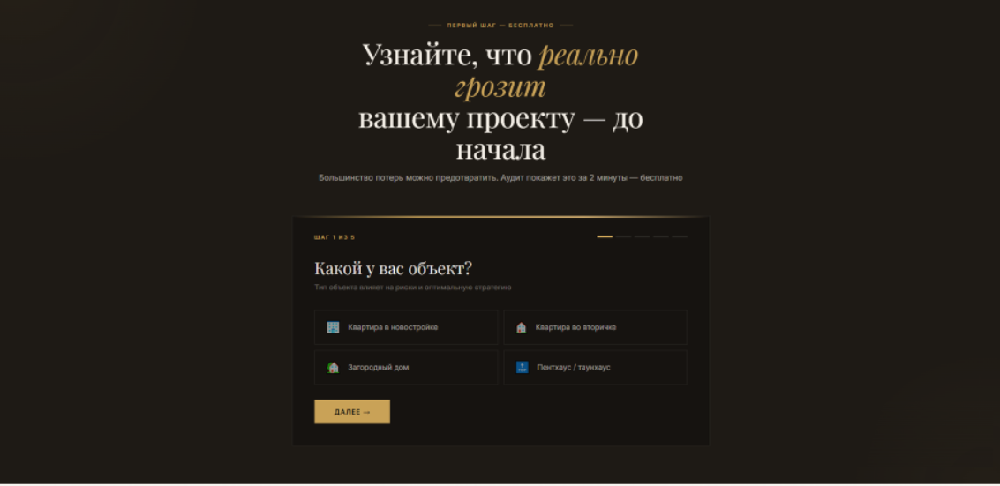 ПЕРВЫЙ ШАГ — БЕСПЛАТНО
Узнайте, что реально
грозит
вашему проекту — до
начала
Большинство потерь можно предотвратить. Аудит покажет это за 2 минуты — бесплатно
ШАГ 1 ИЗ 5
Какой у вас объект?
Тип объекта влияет на риски и оптимальную стратегию
Квартира в новостройке
Квартира во вторичке
Загородный дом
Пентхаус / таунхаус
ДАЛЕЕ →